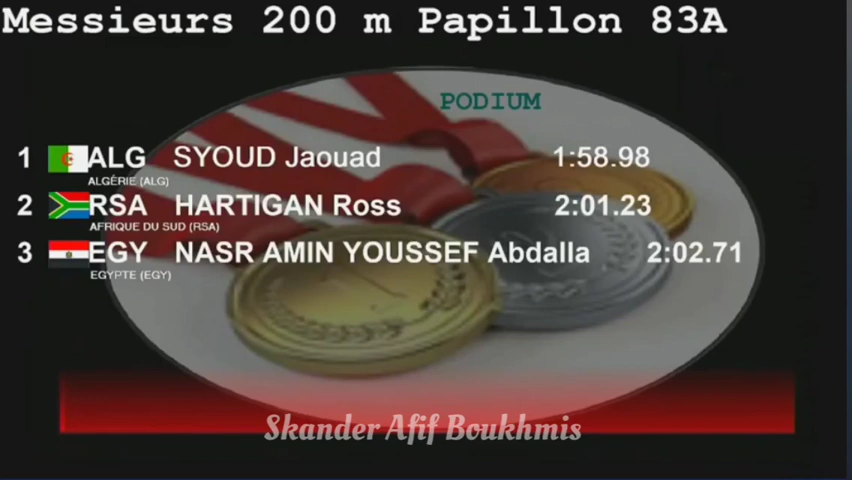 Messieurs 200 m Papillon 83A
PODIUM
1 ALG SYOUD Jaouad 1:58.98
ALGÉRIE (ALG)
2 RSA HARTIGAN Ross 2:01.23
AFRIQUE DU SUD (RSA)
3 EGY NASR AMIN YOUSSEF Abdalla 2:02.71
EGYPTE (EGY)
Skander Afif Boukhmis